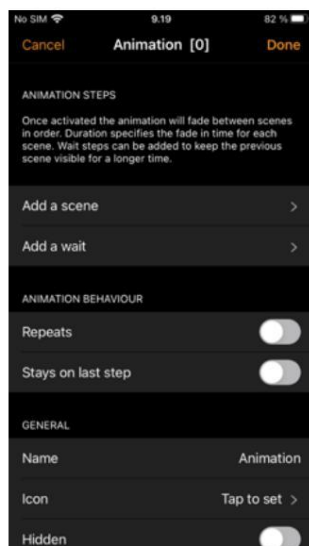 No SIM 9.19 82 %
Cancel Animation [0] Done
ANIMATION STEPS
Once activated the animation will fade between scenes
in order. Duration specifies the fade in time for each
scene. Wait steps can be added to keep the previous
scene visible for a longer time.
Add a scene >
Add a wait >
ANIMATION BEHAVIOUR
Repeats
Stays on last step
GENERAL
Name Animation
Icon Tap to set >
Hidden